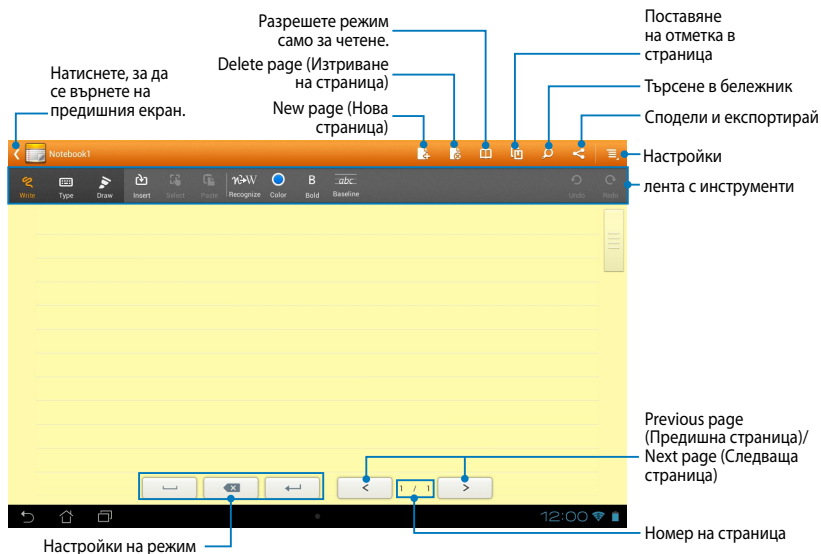 Разрешете режим
само за четене.
Поставяне
на отметка в
страница
Delete page (Изтриване
на страница)
Натиснете, за да
се върнете на
предишния екран.
Търсене в бележник
New page (Нова
страница)
Сподели и експортирай
Notebook1
Настройки
Write
Type
Draw
Insert
Select
Paste
Recognize
Color
B
Bold
abc
Baseline
Undo
Redo
лента с инструменти
Previous page
(Предишна страница)/
Next page (Следваща
страница)
< 1 / 1 >
12:00
Номер на страница
Настройки на режим